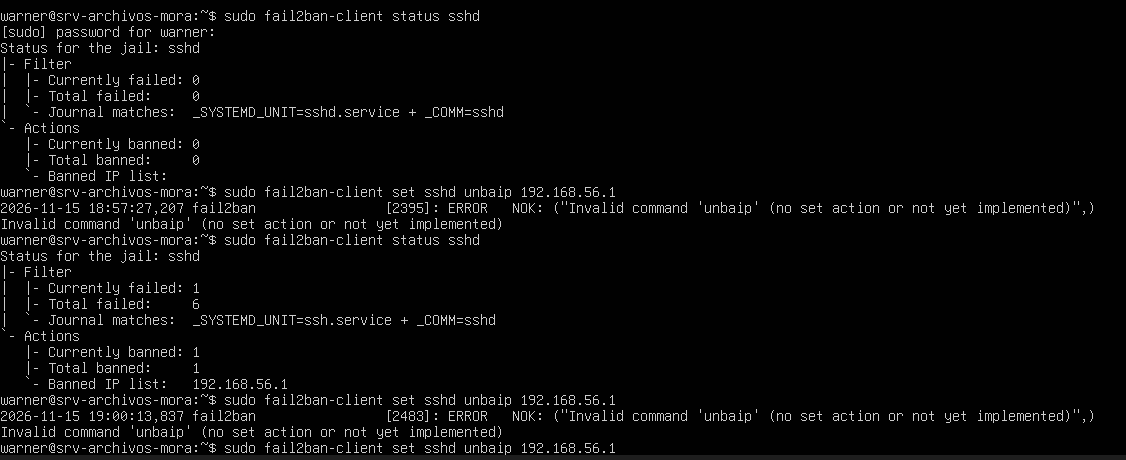 warner@srv-archivos-mora:~$ sudo fail2ban-client status sshd
[sudo] password for warner:
Status for the jail: sshd
|- Filter
|  |- Currently failed: 0
|  |- Total failed:     0
|  `- Journal matches:  _SYSTEMD_UNIT=sshd.service + _COMM=sshd
`- Actions
   |- Currently banned: 0
   |- Total banned:     0
   `- Banned IP list:
warner@srv-archivos-mora:~$ sudo fail2ban-client set sshd unbaip 192.168.56.1
2026-11-15 18:57:27,207 fail2ban                [2395]: ERROR   NOK: ("Invalid command 'unbaip' (no set action or not yet implemented)",)
Invalid command 'unbaip' (no set action or not yet implemented)
warner@srv-archivos-mora:~$ sudo fail2ban-client status sshd
Status for the jail: sshd
|- Filter
|  |- Currently failed: 1
|  |- Total failed:     6
|  `- Journal matches:  _SYSTEMD_UNIT=ssh.service + _COMM=sshd
`- Actions
   |- Currently banned: 1
   |- Total banned:     1
   `- Banned IP list:   192.168.56.1
warner@srv-archivos-mora:~$ sudo fail2ban-client set sshd unbaip 192.168.56.1
2026-11-15 19:00:13,837 fail2ban                [2483]: ERROR   NOK: ("Invalid command 'unbaip' (no set action or not yet implemented)",)
Invalid command 'unbaip' (no set action or not yet implemented)
warner@srv-archivos-mora:~$ sudo fail2ban-client set sshd unbaip 192.168.56.1